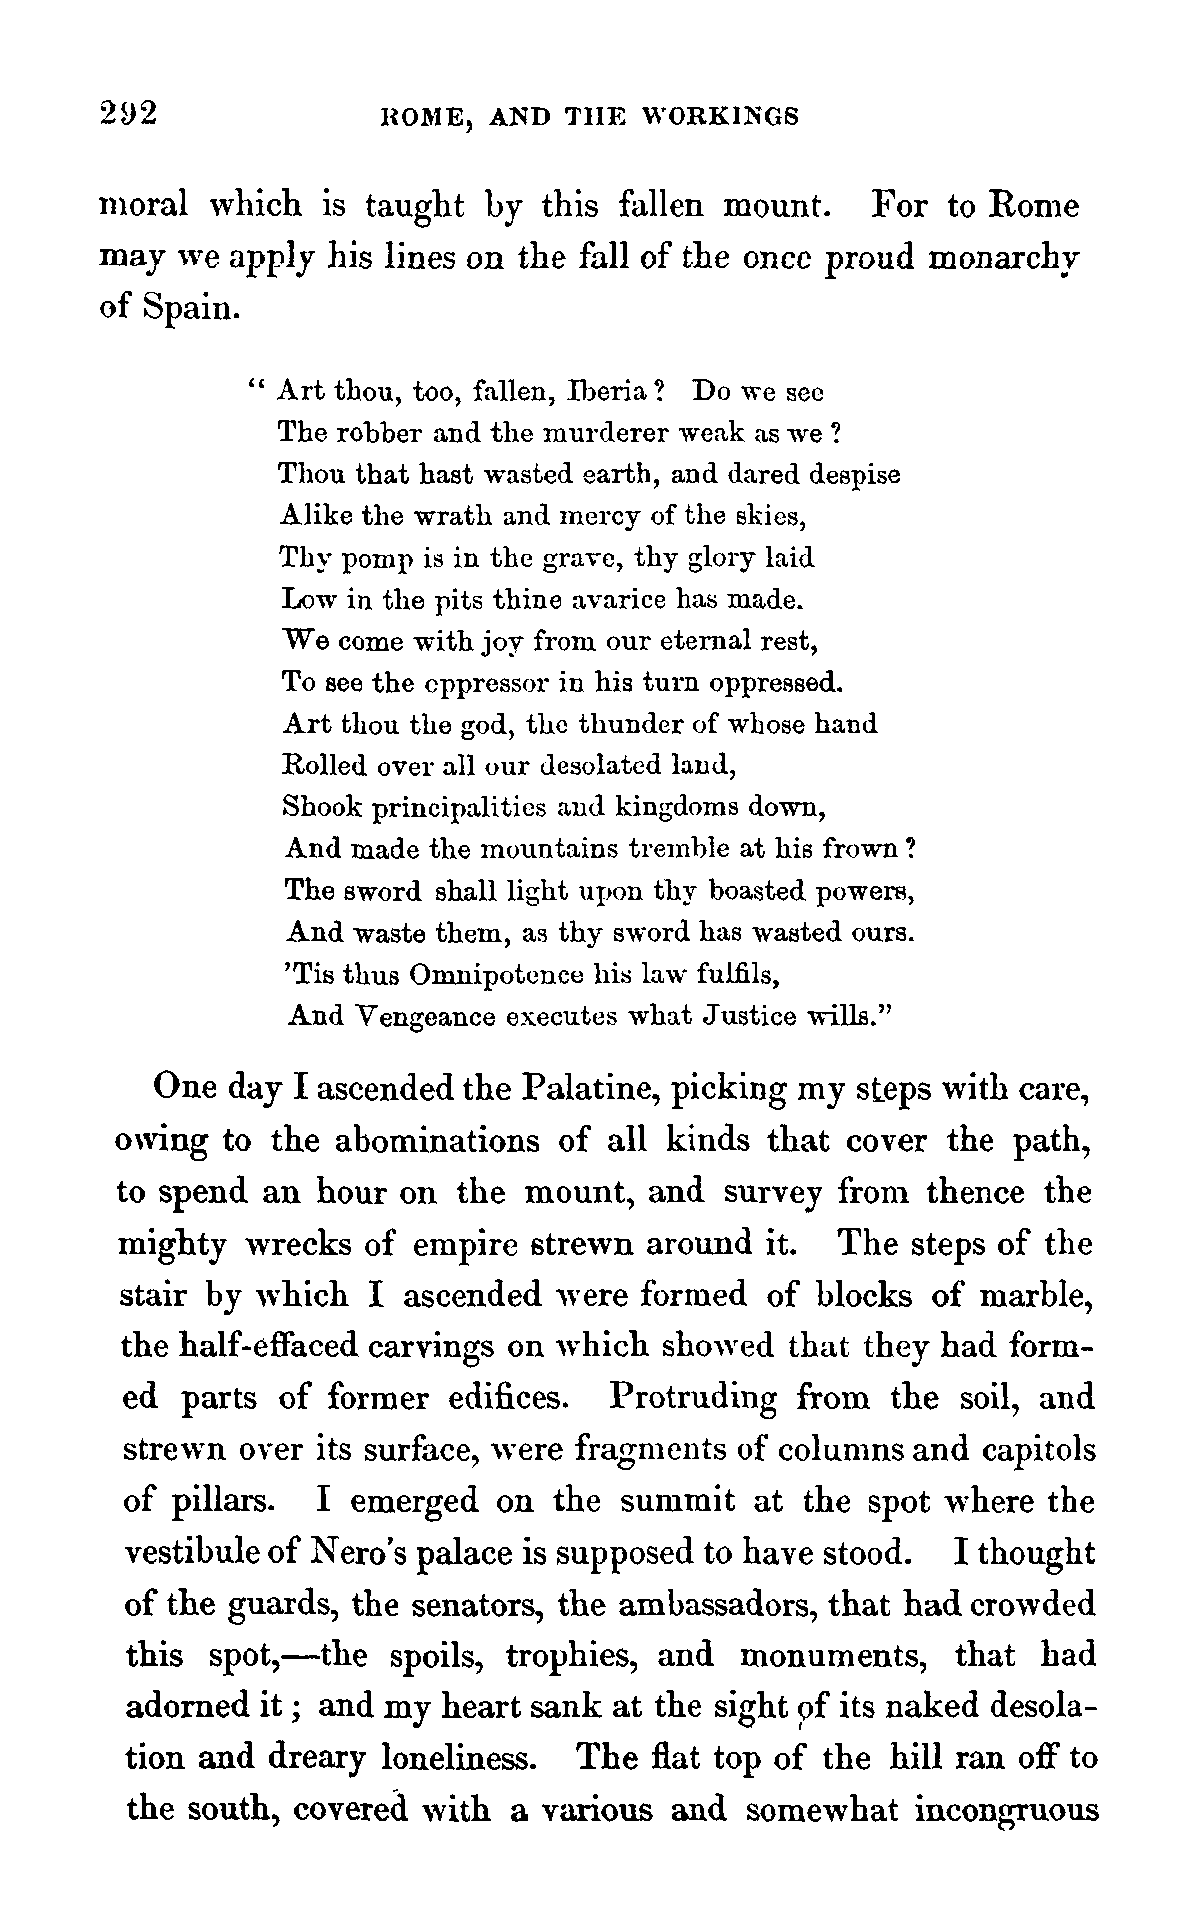 292 ROME, AND THE WORKINGS
moral which is taught by this fallen mount. For to Rome
may we apply his lines on the fall of the once proud monarchy
of Spain.
“ Art thou, too, fallen, Iberia? Do we see
The robber and the murderer weak as we?
Thou that hast wasted earth, and dared despise
Alike the wrath and mercy of the skies,
Thy pomp is in the grave, thy glory laid
Low in the pits thine avarice has made.
We come with joy from our eternal rest,
To see the oppressor in his turn oppressed.
Art thou the god, the thunder of whose hand
Rolled over all our desolated land,
Shook principalities and kingdoms down,
And made the mountains tremble at his frown?
The sword shall light upon thy boasted powers,
And waste them, as thy sword has wasted ours.
’Tis thus Omnipotence his law fulfils,
And Vengeance executes what Justice wills.”
One day I ascended the Palatine, picking my steps with care,
owing to the abominations of all kinds that cover the path,
to spend an hour on the mount, and survey from thence the
mighty wrecks of empire strewn around it. The steps of the
stair by which I ascended were formed of blocks of marble,
the half-effaced carvings on which showed that they had form-
ed parts of former edifices. Protruding from the soil, and
strewn over its surface, were fragments of columns and capitols
of pillars. I emerged on the summit at the spot where the
vestibule of Nero’s palace is supposed to have stood. I thought
of the guards, the senators, the ambassadors, that had crowded
this spot,—the spoils, trophies, and monuments, that had
adorned it; and my heart sank at the sight of its naked desola-
tion and dreary loneliness. The flat top of the hill ran off to
the south, covered with a various and somewhat incongruous